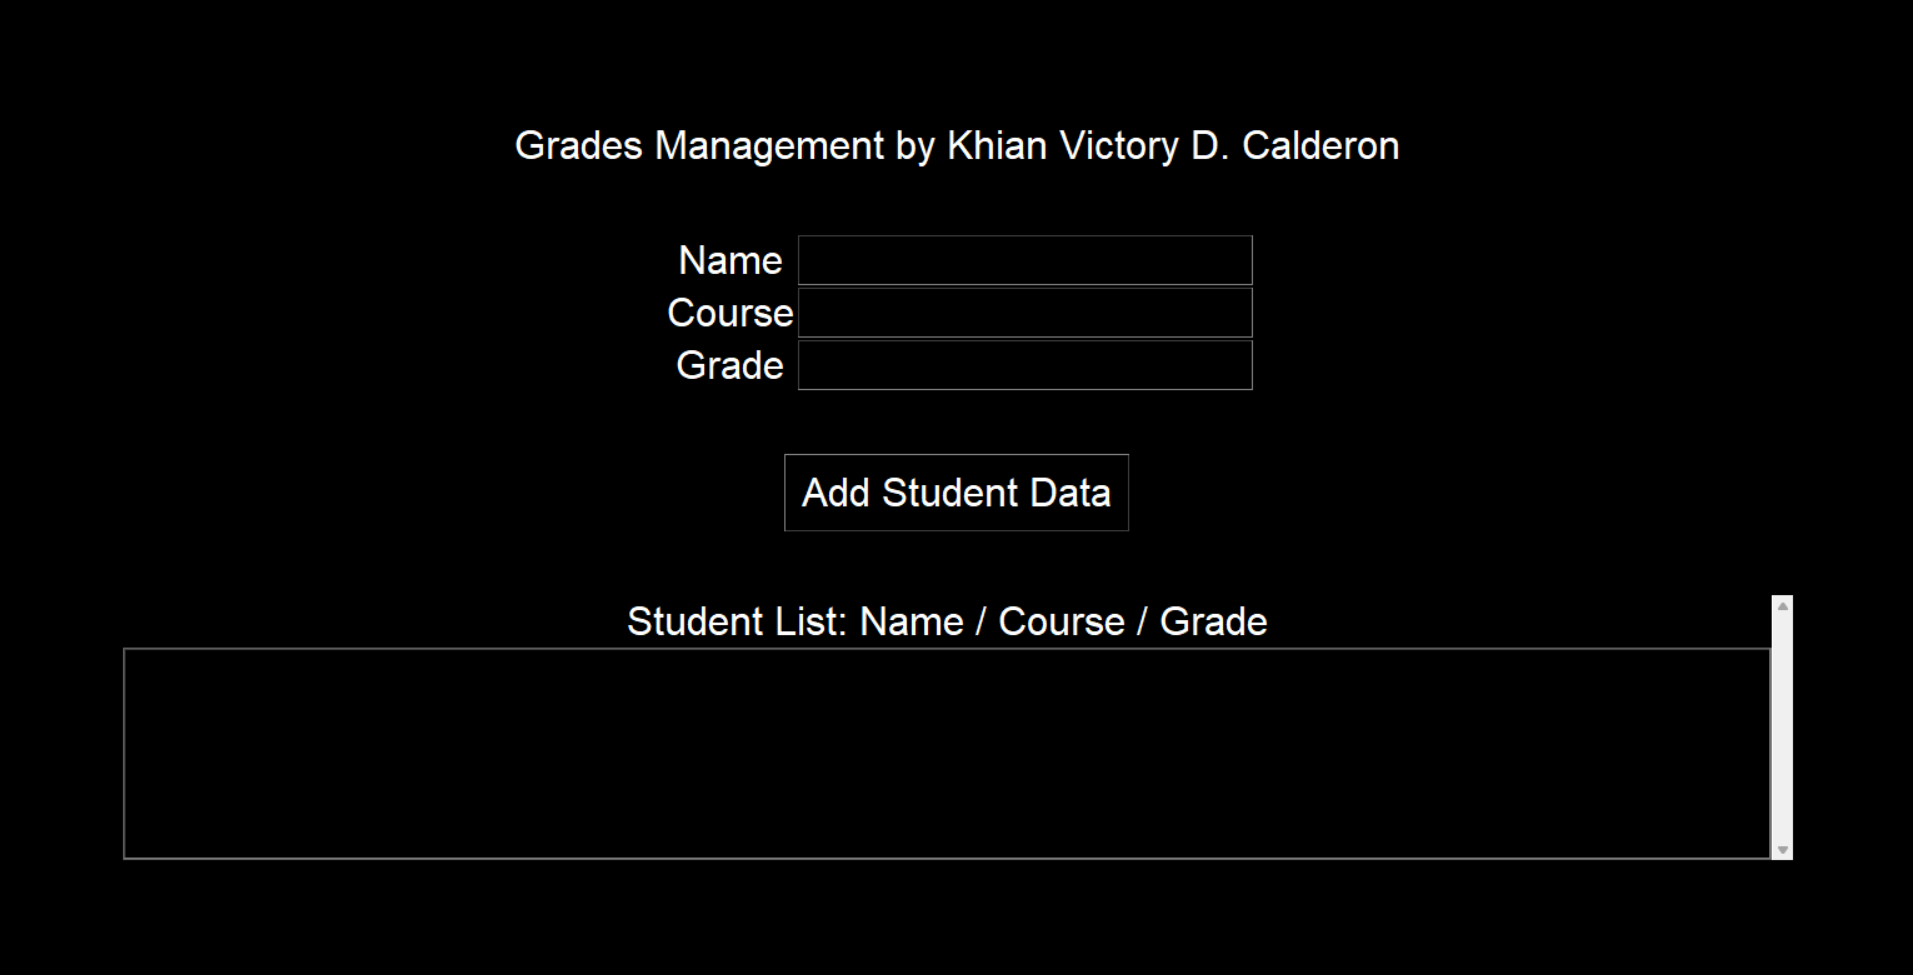 Grades Management by Khian Victory D. Calderon
Name
Course
Grade
Add Student Data
Student List: Name / Course / Grade